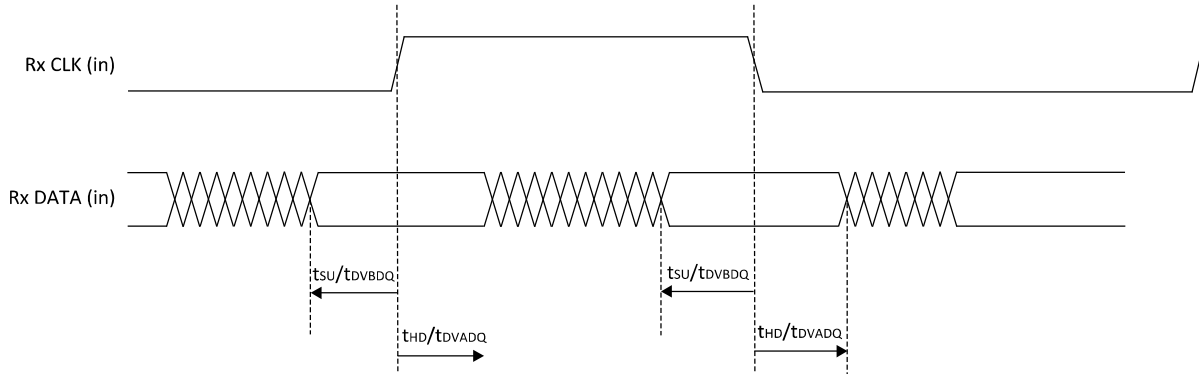 Rx CLK (in)
Rx DATA (in)
tSU/tDVBDQ
tSU/tDVBDQ
tHD/tDVADQ
tHD/tDVADQ